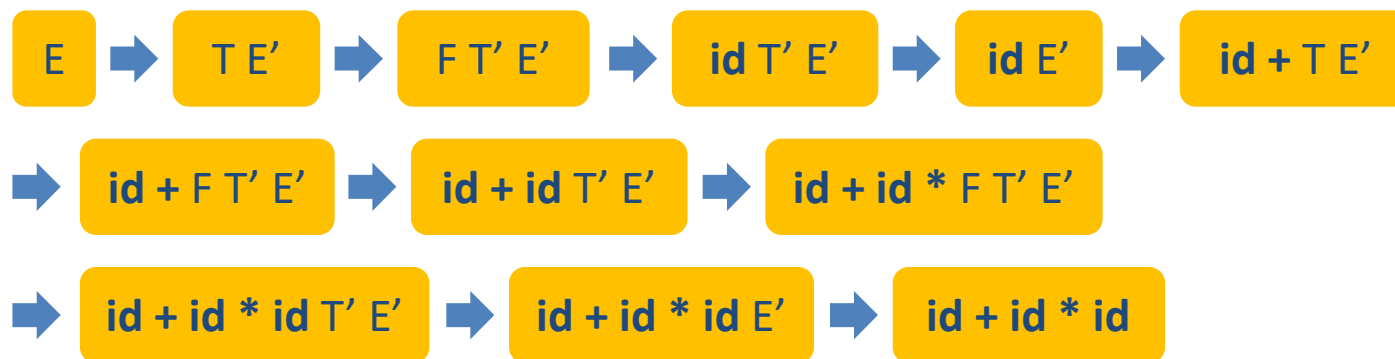 E T E’ F T’ E’ id T’ E’ id E’ id + T E’
id + F T’ E’ id + id T’ E’ id + id * F T’ E’
id + id * id T’ E’ id + id * id E’ id + id * id